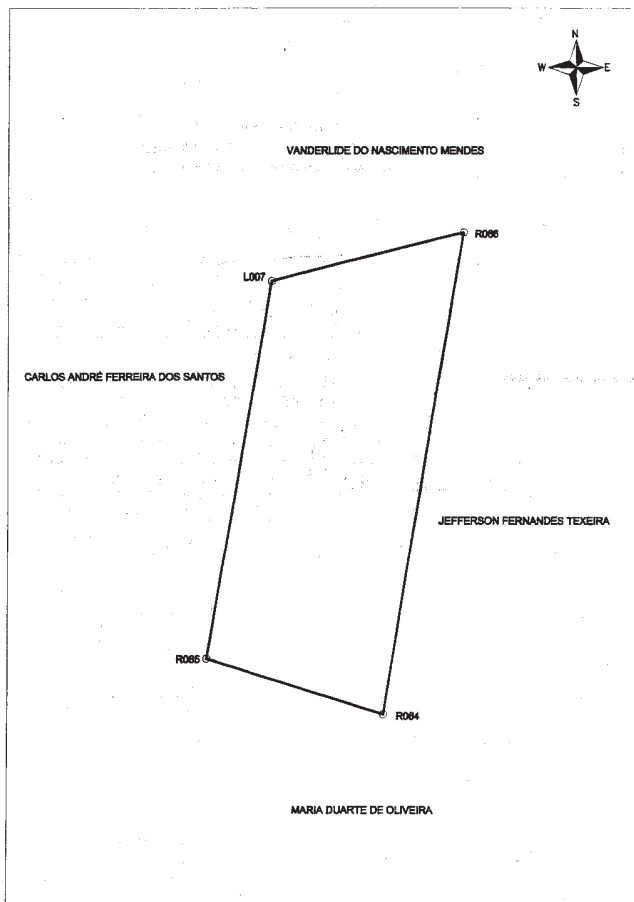 N
W E
S
VANDERLIDE DO NASCIMENTO MENDES
R066
L007
CARLOS ANDRÉ FERREIRA DOS SANTOS
JEFFERSON FERNANDES TEXEIRA
R065
R064
MARIA DUARTE DE OLIVEIRA